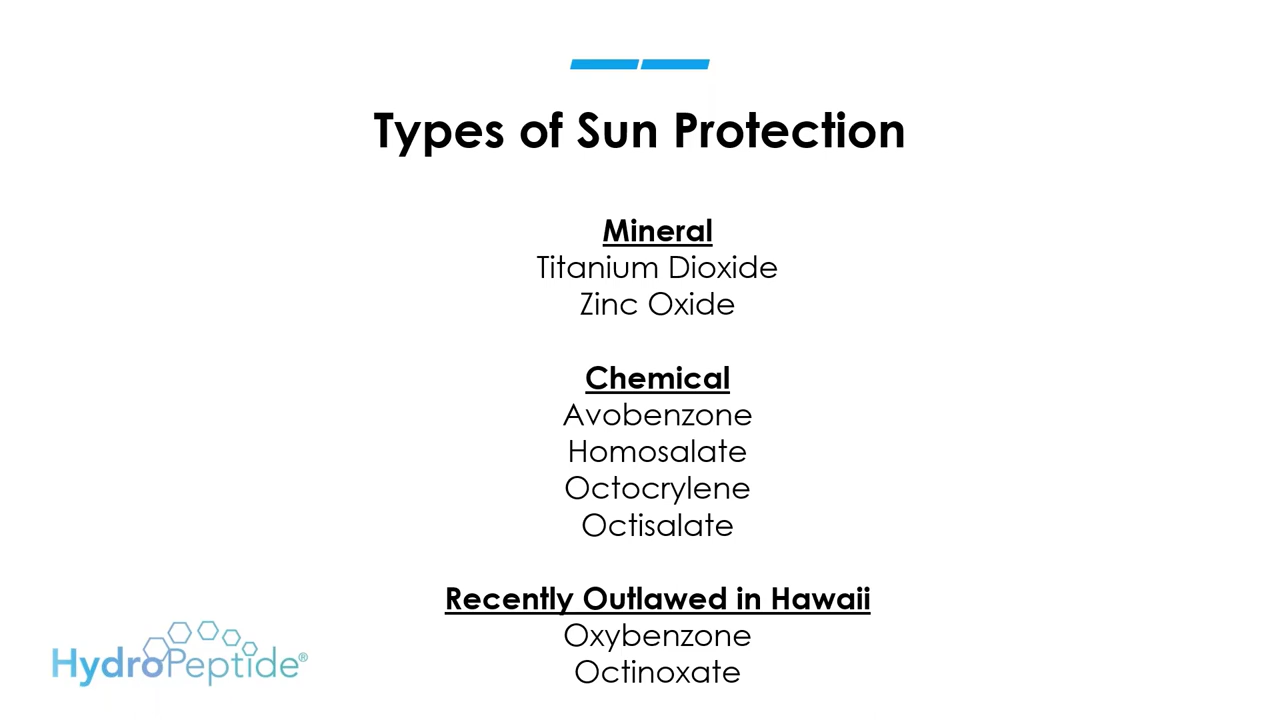 Types of Sun Protection
Mineral
Titanium Dioxide
Zinc Oxide
Chemical
Avobenzone
Homosalate
Octocrylene
Octisalate
Recently Outlawed in Hawaii
Oxybenzone
Octinoxate
HydroPeptide®